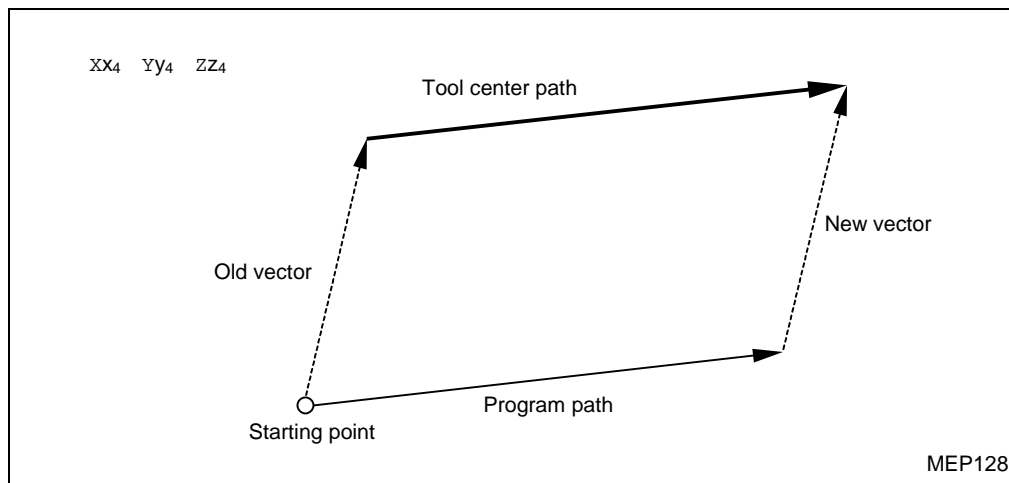 Xx₄ Yy₄ Zz₄
Tool center path
New vector
Old vector
Program path
Starting point
MEP128